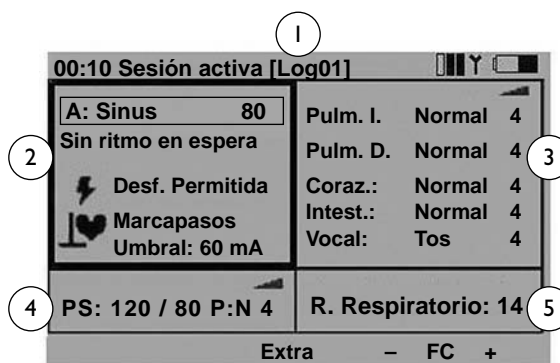 1
00:10 Sesión activa [Log01]
2
A: Sinus 80
Sin ritmo en espera
Desf. Permitida
Marcapasos
Umbral: 60 mA
Pulm. I. Normal 4
Pulm. D. Normal 4
3
Coraz.: Normal 4
Intest.: Normal 4
Vocal: Tos 4
4
PS: 120 / 80 P:N 4
R. Respiratorio: 14
5
Extra – FC +